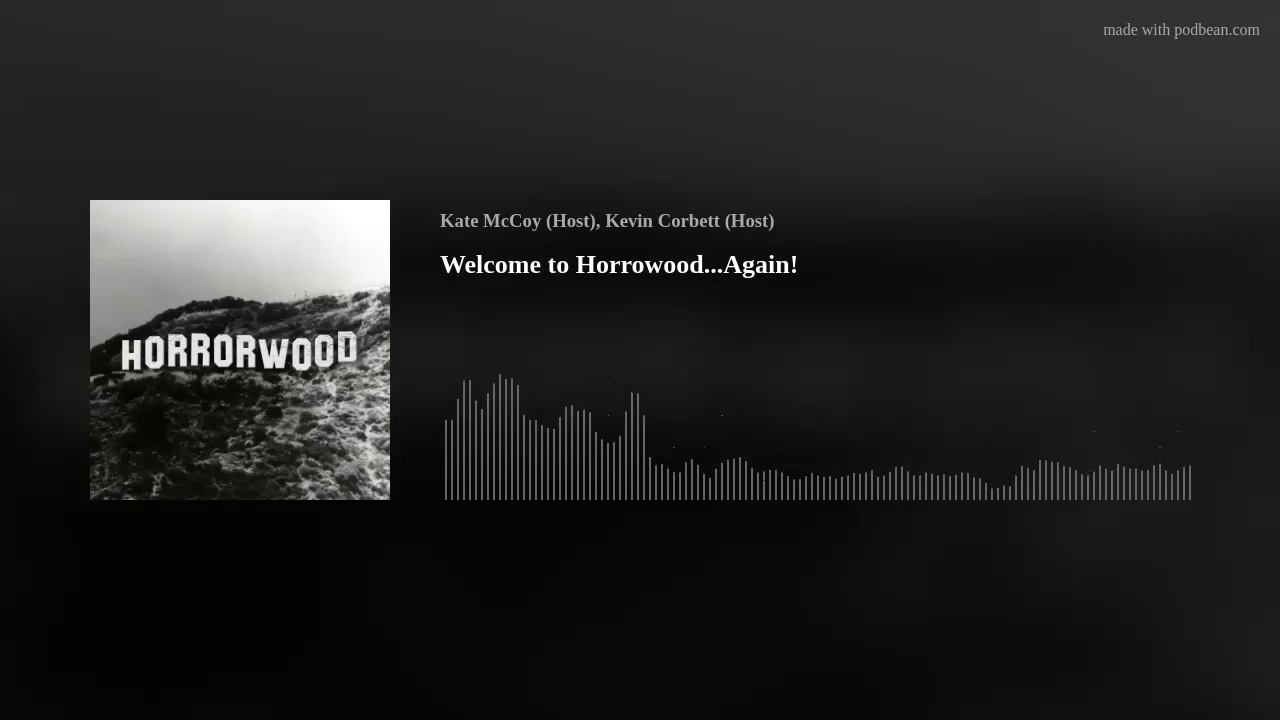 made with podbean.com
Kate McCoy (Host), Kevin Corbett (Host)
Welcome to Horrowood...Again!
HORRORWOOD